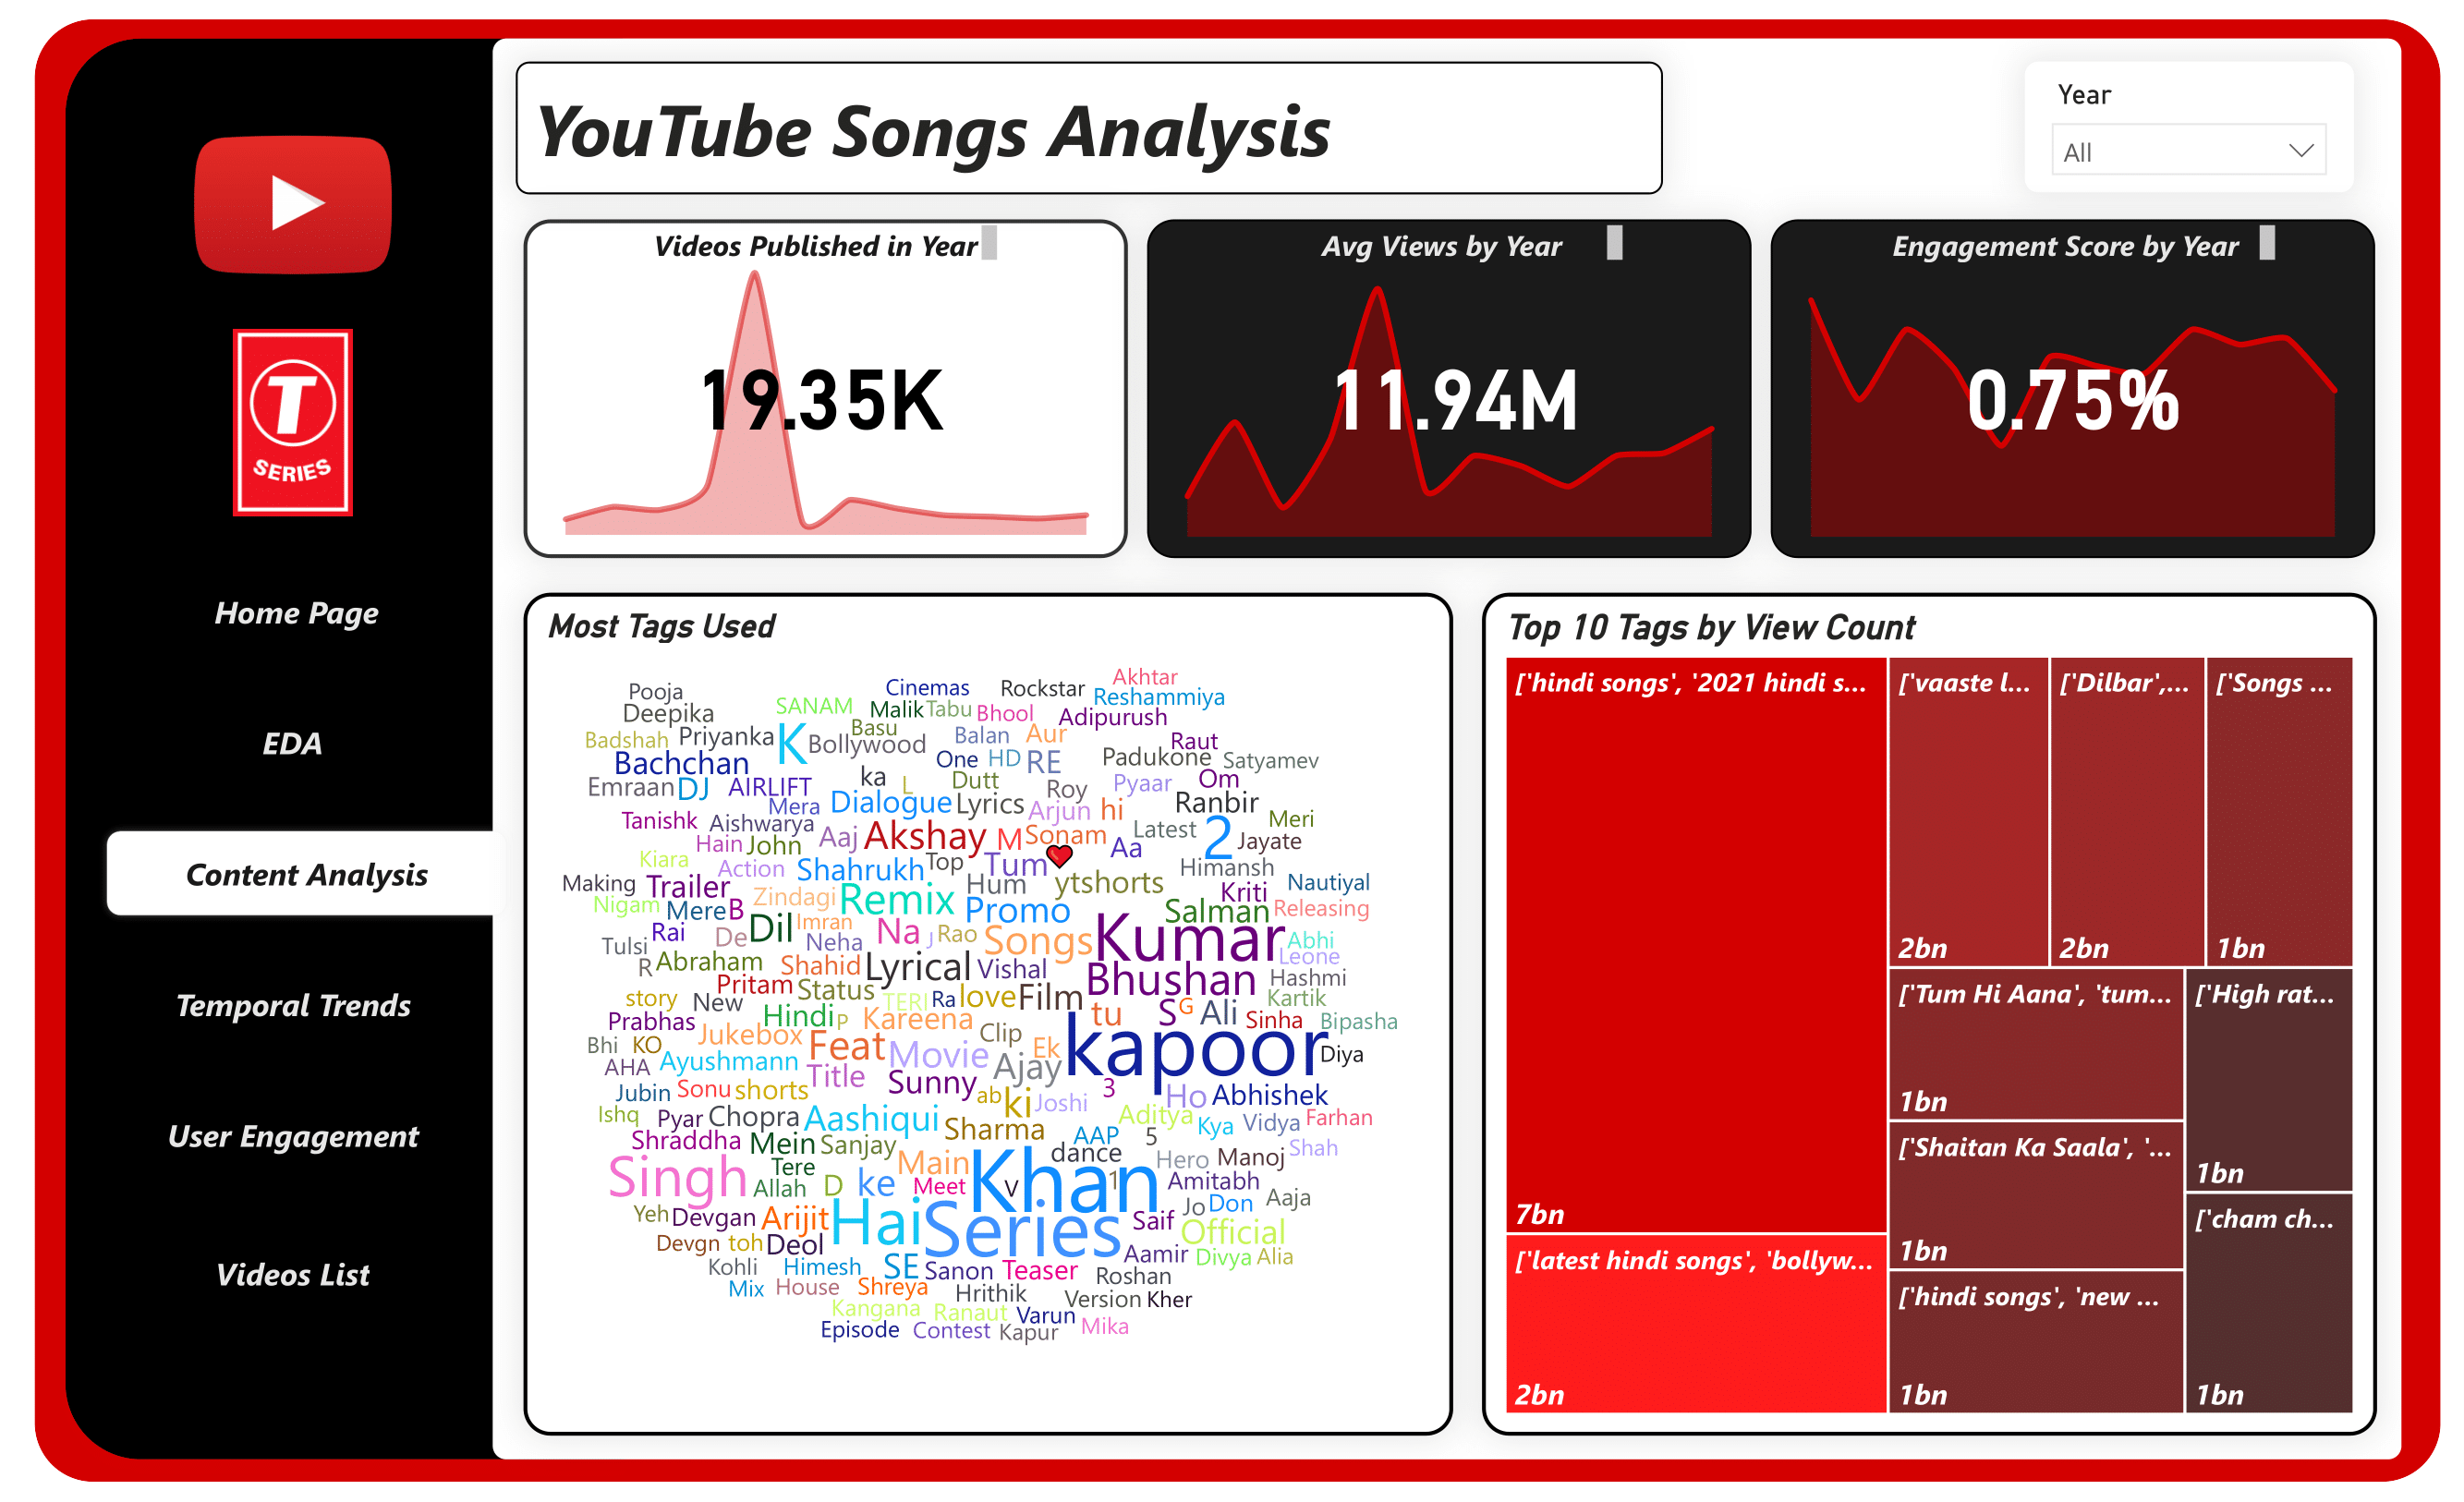 YouTube Songs Analysis
Year
All
T
SERIES
Home Page
EDA
Content Analysis
Temporal Trends
User Engagement
Videos List
Videos Published in Year
19.35K
Avg Views by Year
11.94M
Engagement Score by Year
0.75%
Most Tags Used
Akhtar
Pooja Cinemas Rockstar Reshammiya
Deepika SANAM Malik Tabu Bhool Adipurush
Badshah Priyanka K Bollywood Basu Balan Aur Raut
Bachchan One HD RE Padukone Satyamev
Emraan DJ AIRLIFT ka L Dutt Roy Pyaar Om
Mera Dialogue Lyrics Arjun hi Ranbir
Tanishk Aishwarya Aaj Akshay M Sonam Latest 2 Meri
Hain John Aa Jayate
Kiara Action Shahrukh Top Tum ❤ Himansh
Making Trailer Zindagi Remix Hum ytshorts Kriti Nautiyal
Nigam Mere B Promo Salman Releasing
Tulsi Rai De Dil Imran Neha Na J Rao Songs Kumar Abhi
R Abraham Shahid Lyrical Vishal Bhushan Leone
Pritam Status Hashmi
story New TERI Ra love Film S G Ali Kartik
Prabhas Hindi P Kareena tu Sinha Bipasha
Bhi KO Jukebox Feat Movie Clip Ek kapoor Diya
AHA Ayushmann Title Ajay
Jubin Sonu shorts Sunny ab ki Joshi 3 Ho Abhishek
Ishq Pyar Chopra Aashiqui Aditya Kya Vidya Farhan
Shraddha Mein Sanjay Sharma AAP 5 Shah
Singh Tere Main Khan dance Hero Manoj
Allah D ke Meet V 1 Amitabh
Yeh Devgan Arijit Hai Series Saif Jo Don Aaja
Devgn toh Deol Official
Kohli Himesh SE Sanon Teaser Aamir Divya Alia
Mix House Shreya Hrithik Roshan
Kangana Ranaut Varun Version Kher
Episode Contest Kapur Mika
Top 10 Tags by View Count
['hindi songs', '2021 hindi s...
7bn
['latest hindi songs', 'bollyw...
2bn
['vaaste l...
2bn
['Dilbar',...
2bn
['Songs ...
1bn
['Tum Hi Aana', 'tum...
1bn
['Shaitan Ka Saala', '...
1bn
['hindi songs', 'new ...
1bn
['High rat...
1bn
['cham ch...
1bn